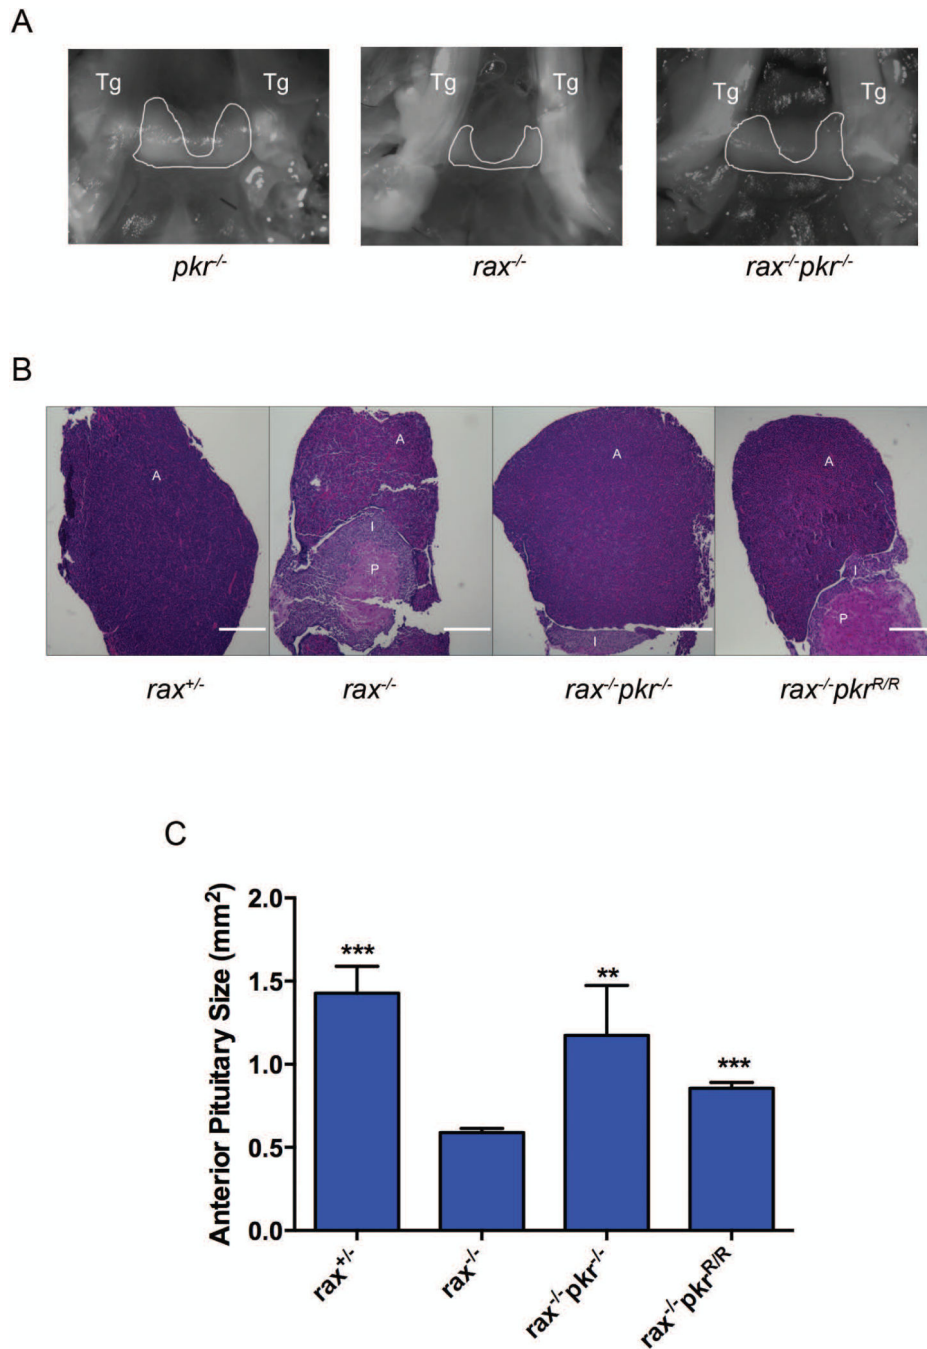 A
Tg Tg Tg Tg Tg Tg
pkr-/- rax-/- rax-/-pkr-/-
B
A A I P A I A I P
rax+/- rax-/- rax-/-pkr-/- rax-/-pkrR/R
C
Anterior Pituitary Size (mm2)
2.0
1.5
1.0
0.5
0.0
*** ** ***
rax+/- rax-/- rax-/-pkr-/- rax-/-pkrR/R